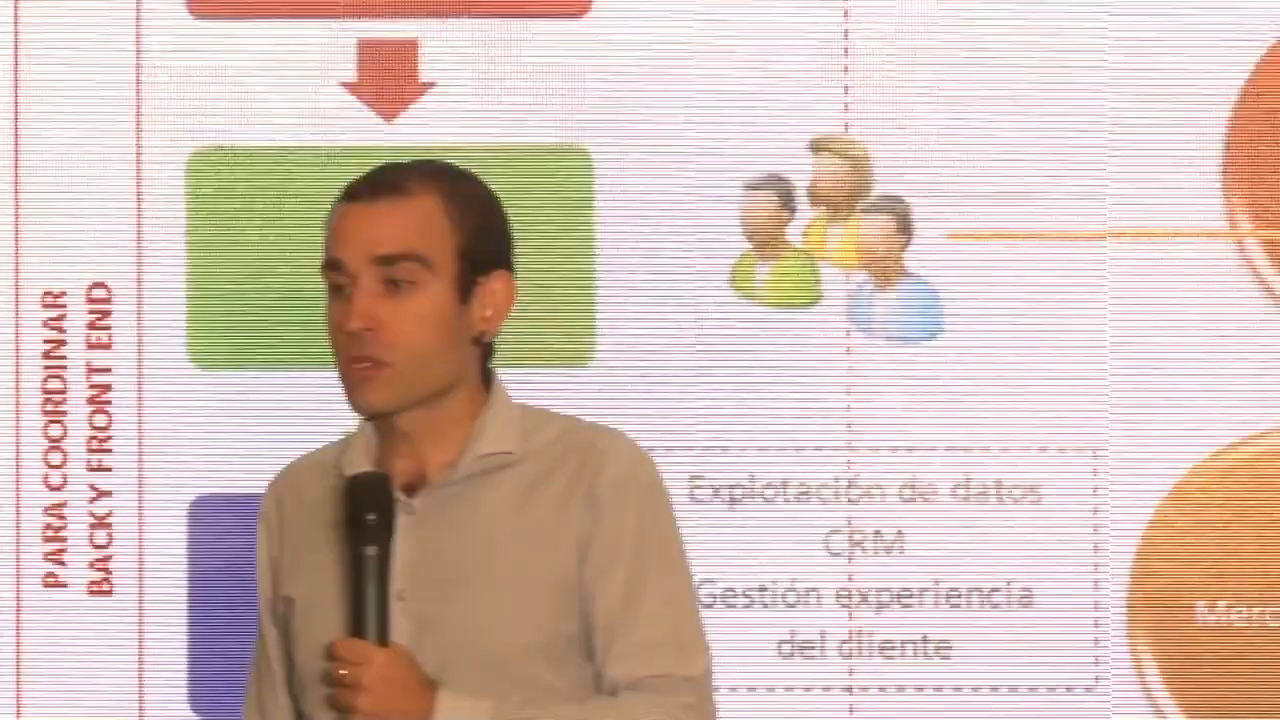 PARA COORDINAR
BACK Y FRONT END
Explotación de datos
CRM
Gestión experiencia
del cliente